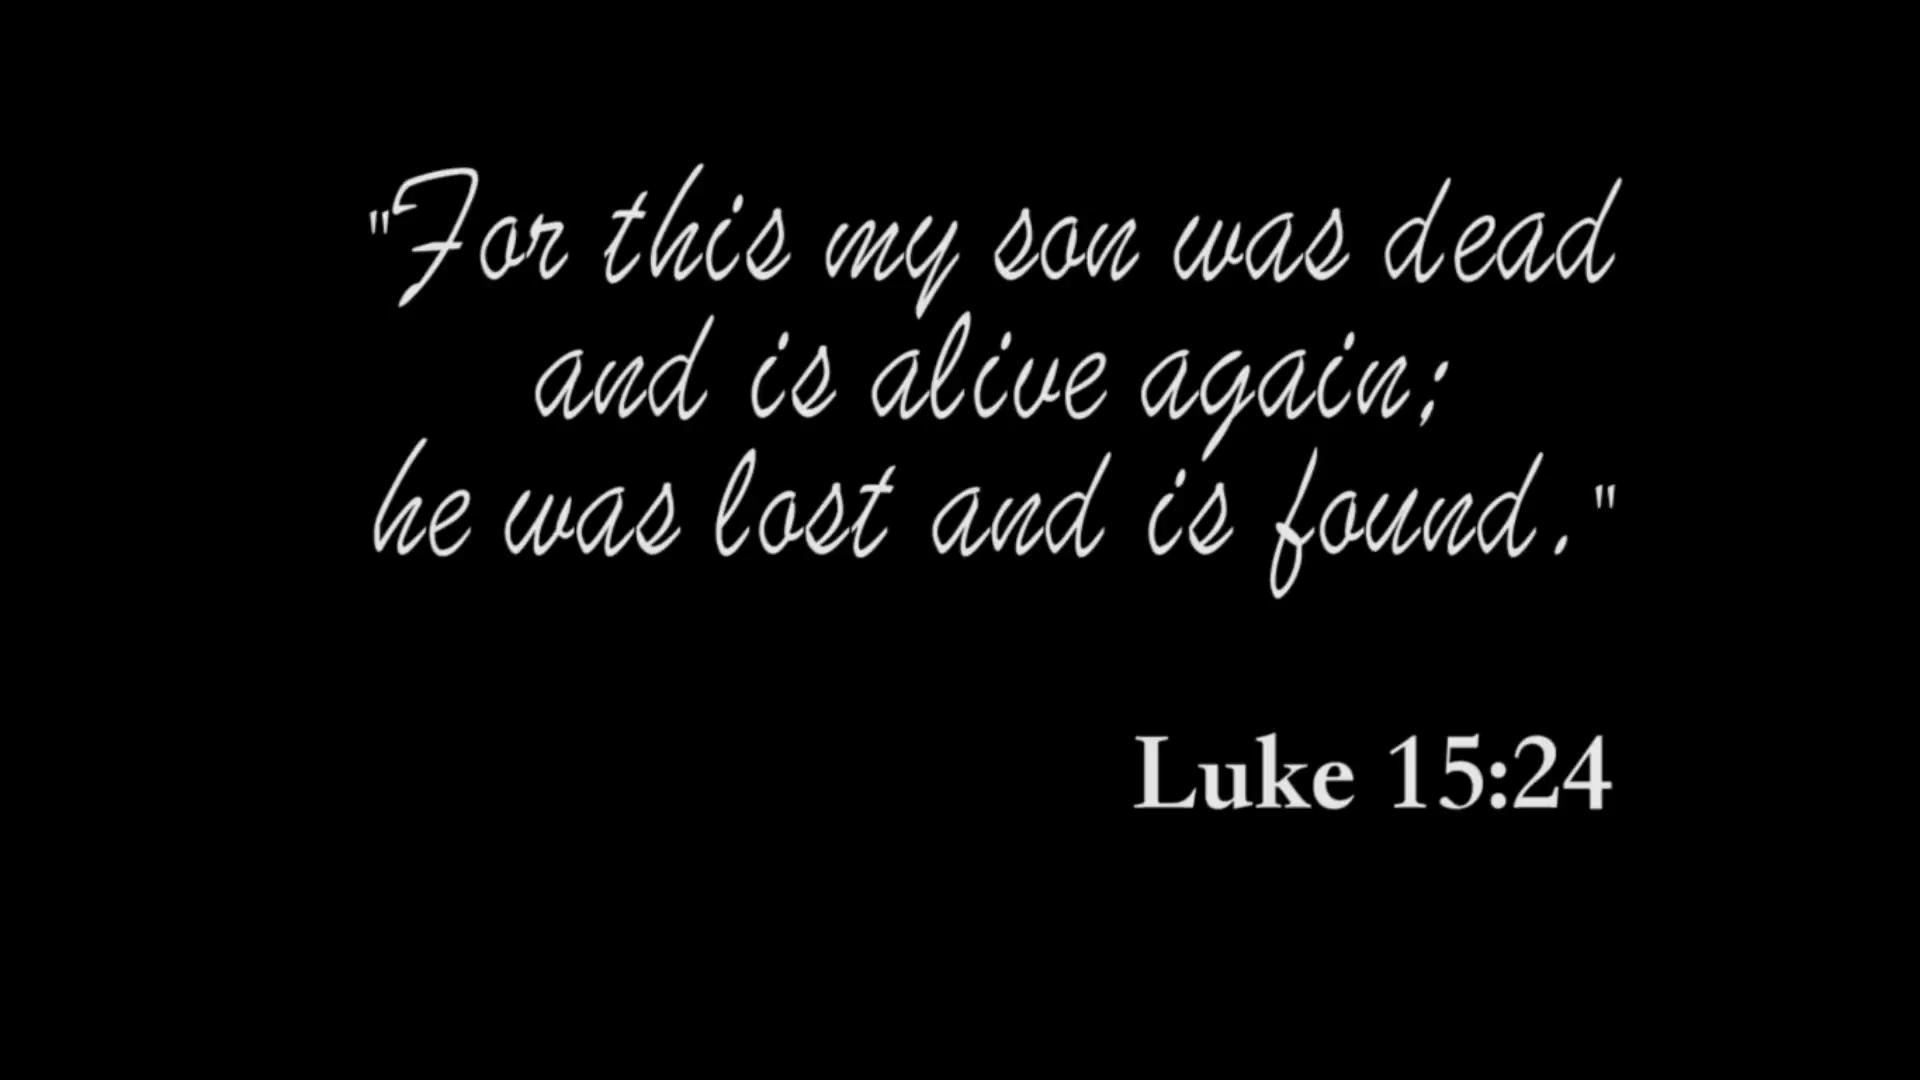 "For this my son was dead
and is alive again;
he was lost and is found."
Luke 15:24